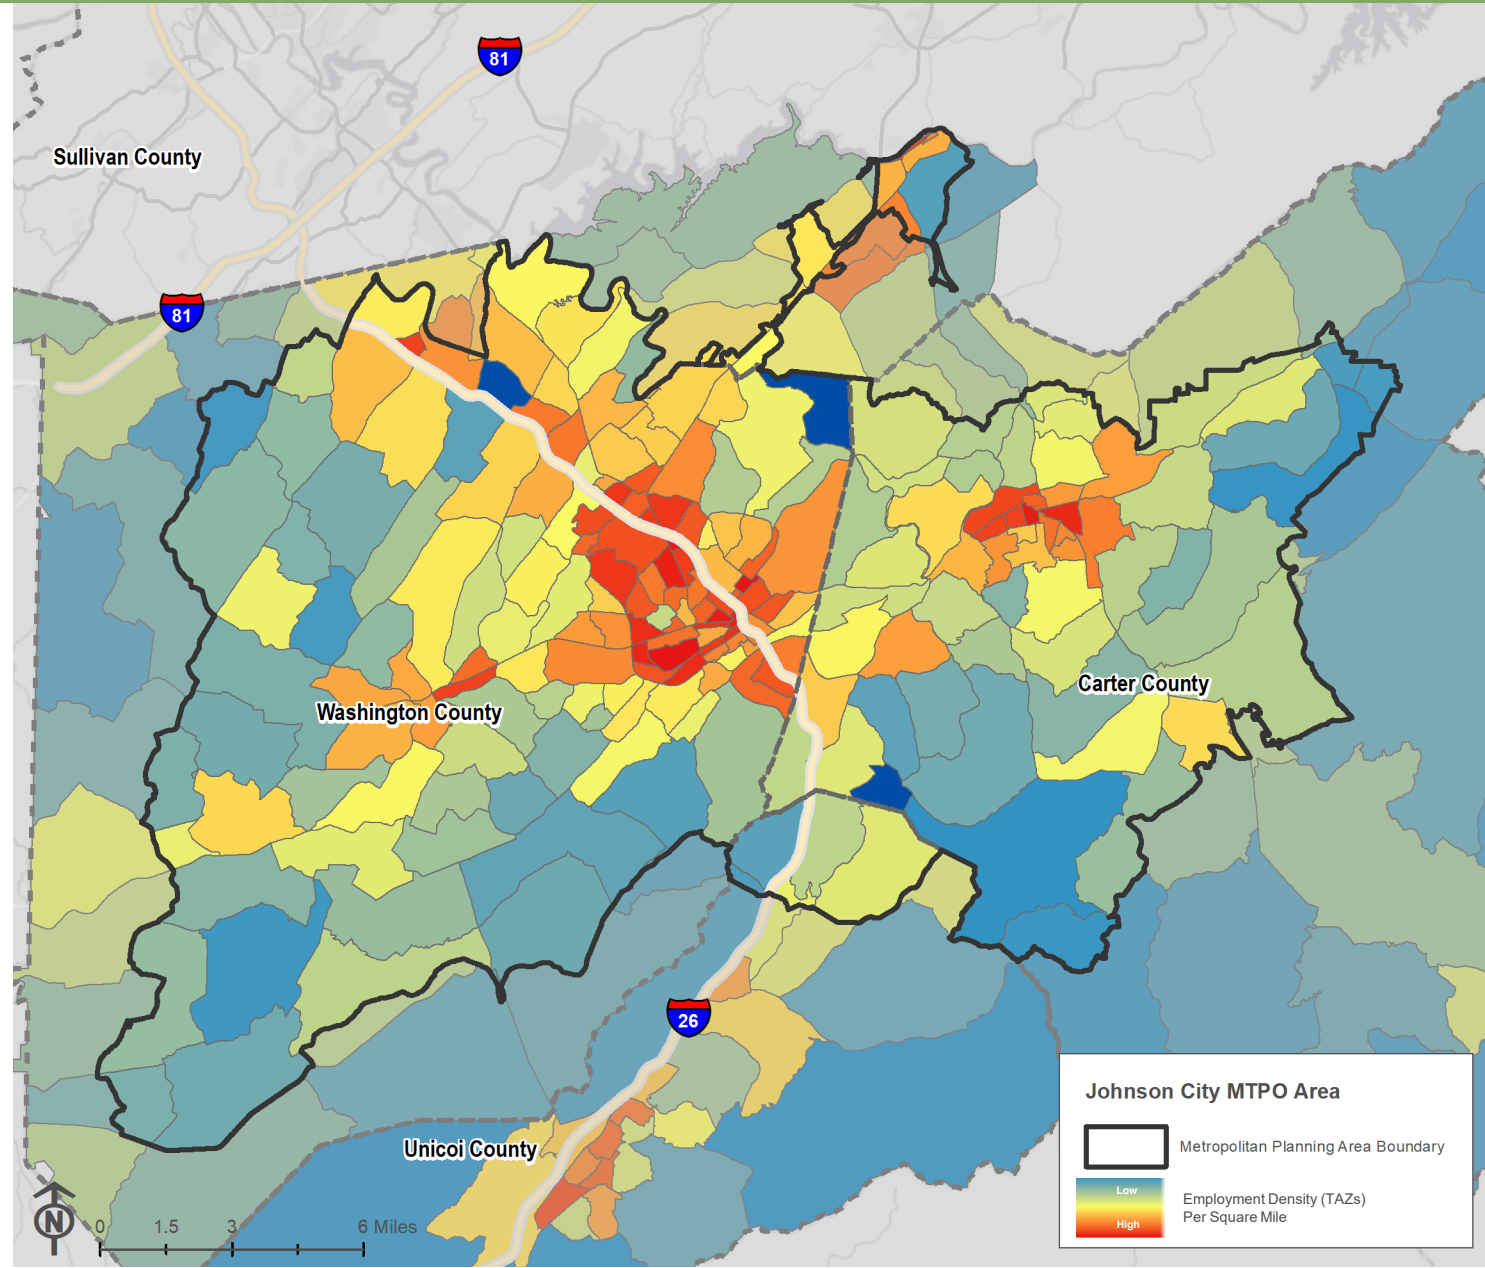 81
Sullivan County
81
Carter County
Washington County
26
Johnson City MTPO Area
Metropolitan Planning Area Boundary
Unicoi County
Low
High
Employment Density (TAZs)
Per Square Mile
N
0 1.5 3 6 Miles